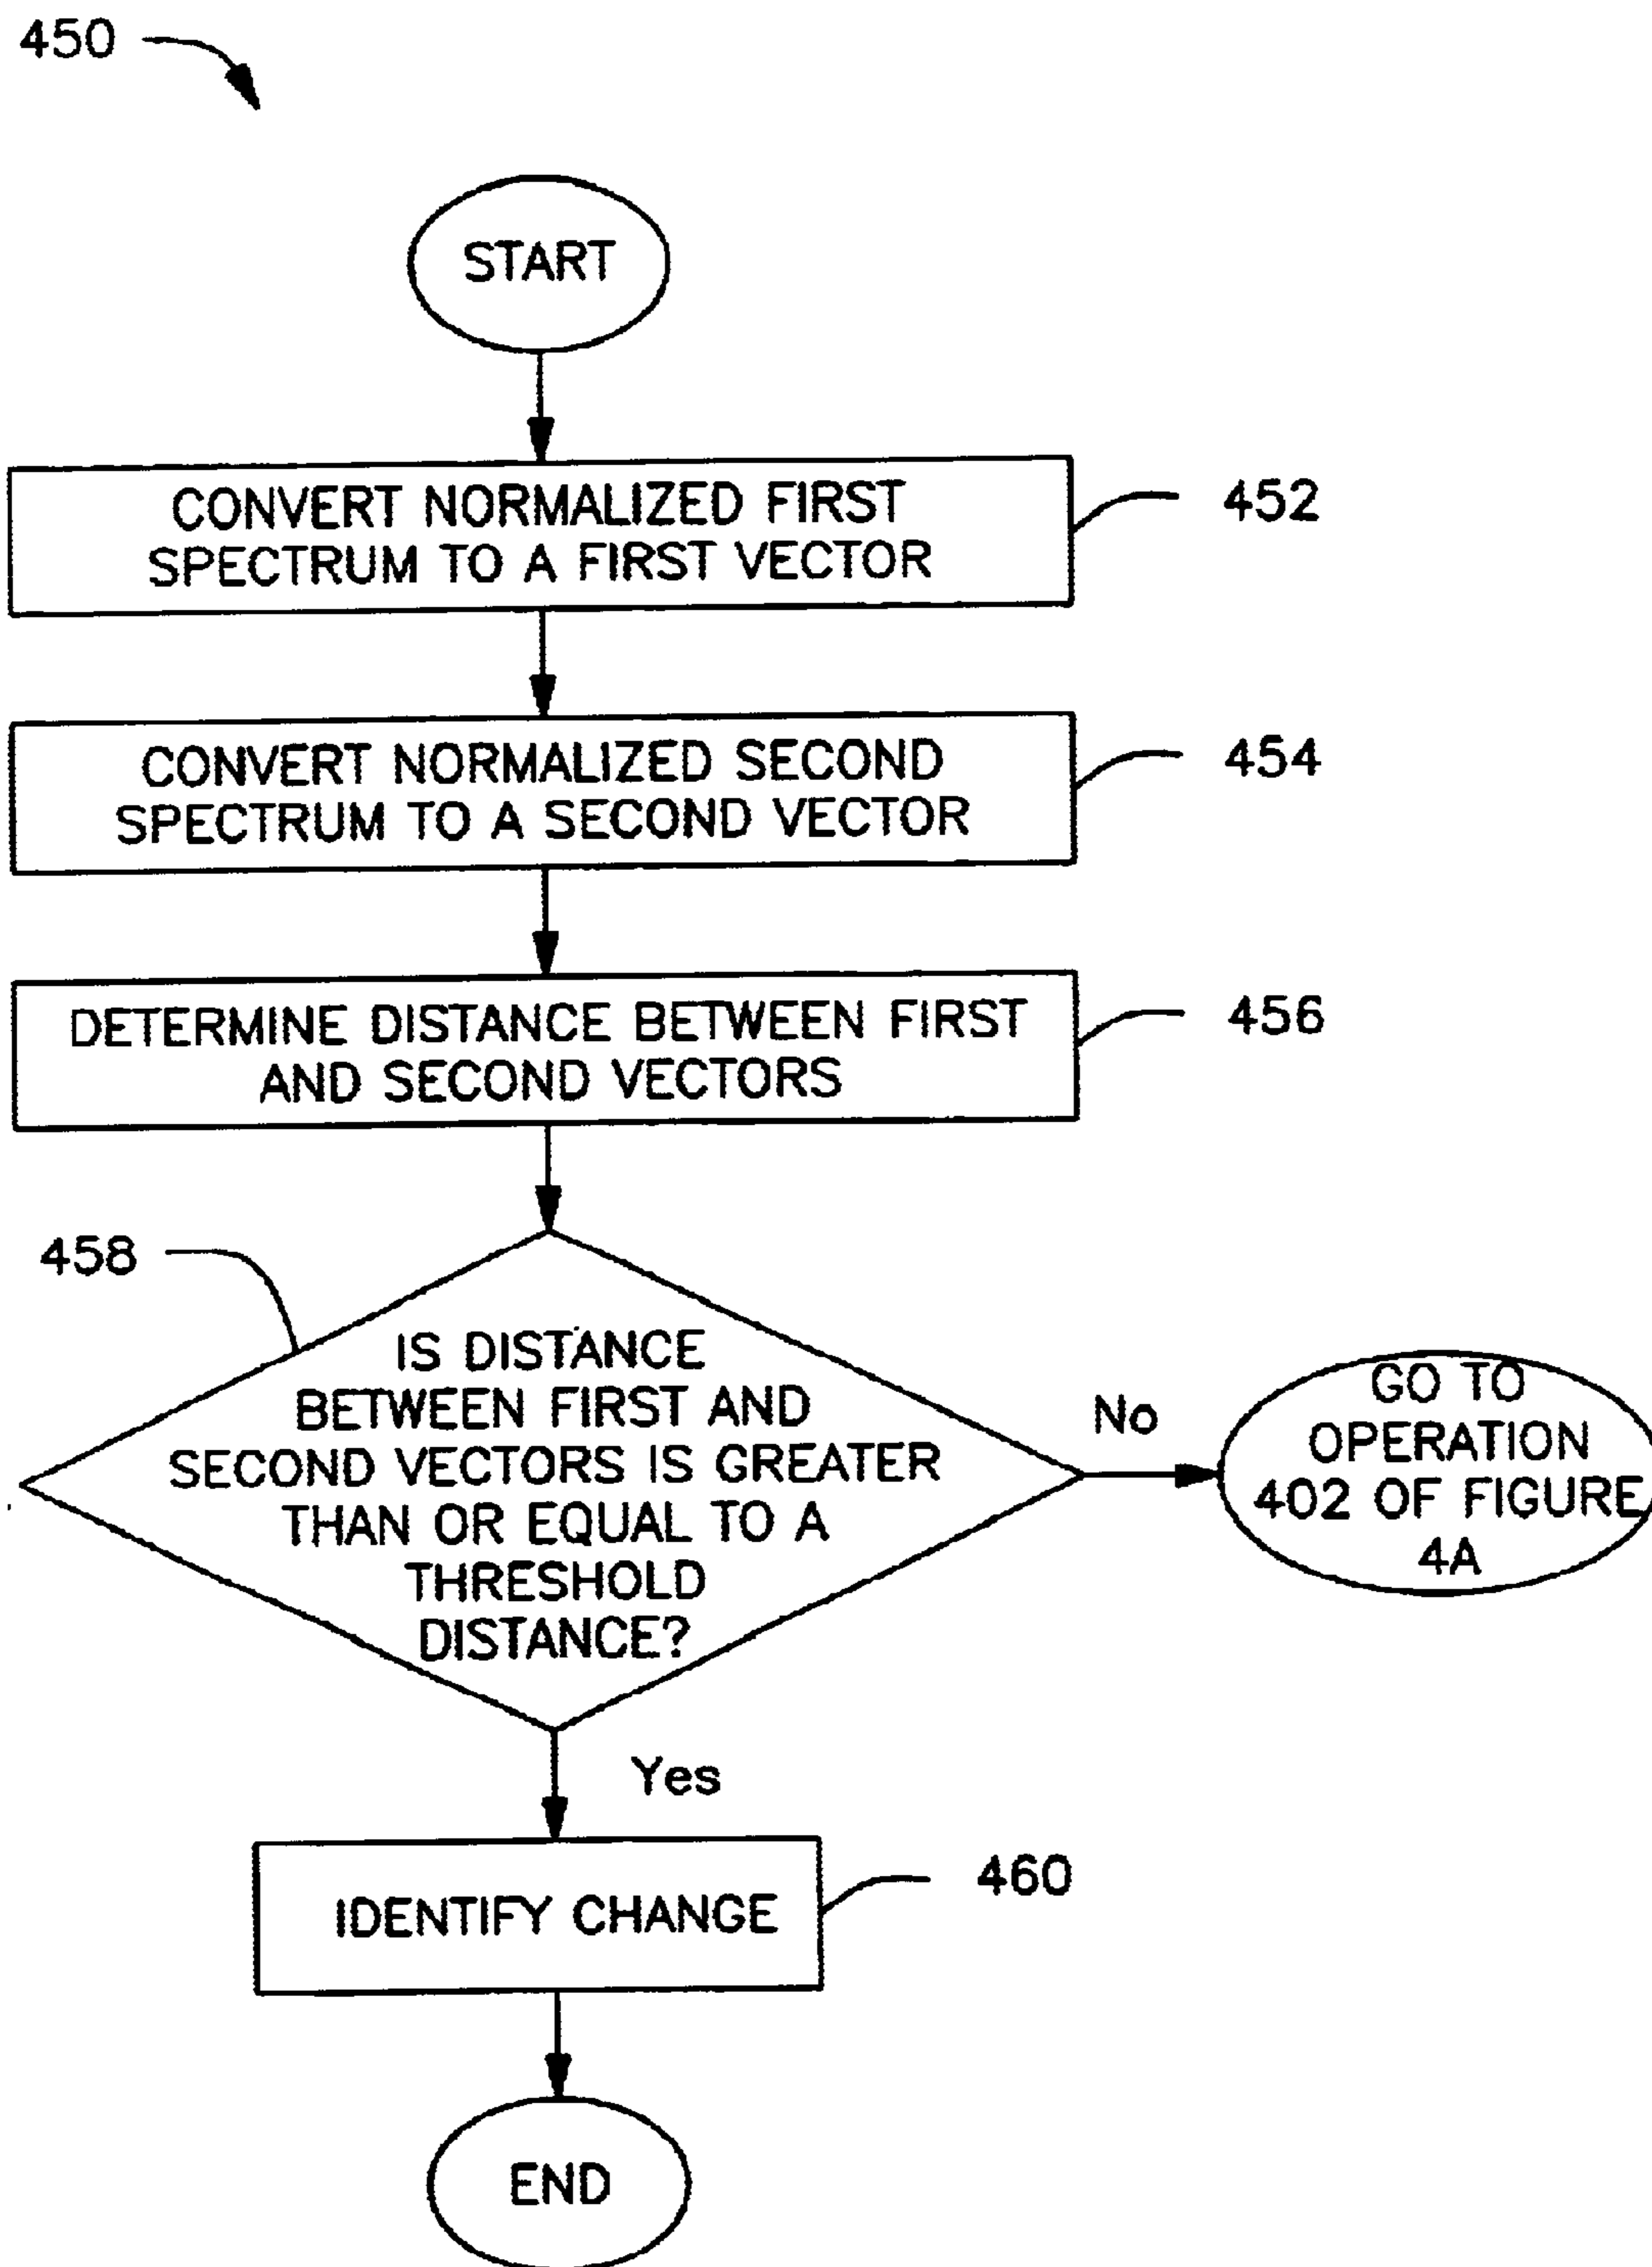 450
START
CONVERT NORMALIZED FIRST
SPECTRUM TO A FIRST VECTOR
452
CONVERT NORMALIZED SECOND
SPECTRUM TO A SECOND VECTOR
454
DETERMINE DISTANCE BETWEEN FIRST
AND SECOND VECTORS
456
458
IS DISTANCE
BETWEEN FIRST AND
SECOND VECTORS IS GREATER
THAN OR EQUAL TO A
THRESHOLD
DISTANCE?
No
GO TO
OPERATION
402 OF FIGURE
4A
Yes
IDENTIFY CHANGE
460
END